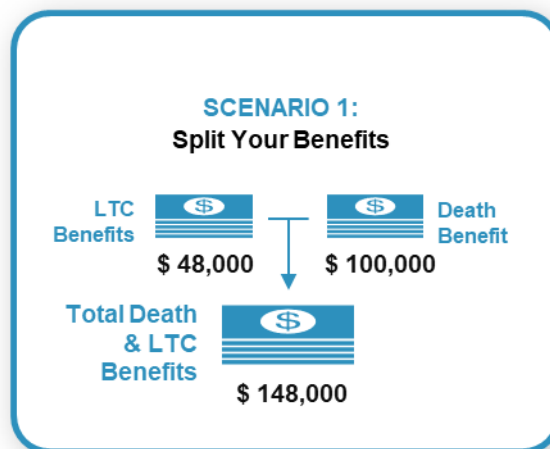 SCENARIO 1:
Split Your Benefits
LTC
Benefits
$
$
Death
Benefit
$ 48,000
$ 100,000
Total Death
& LTC
Benefits
$
$ 148,000